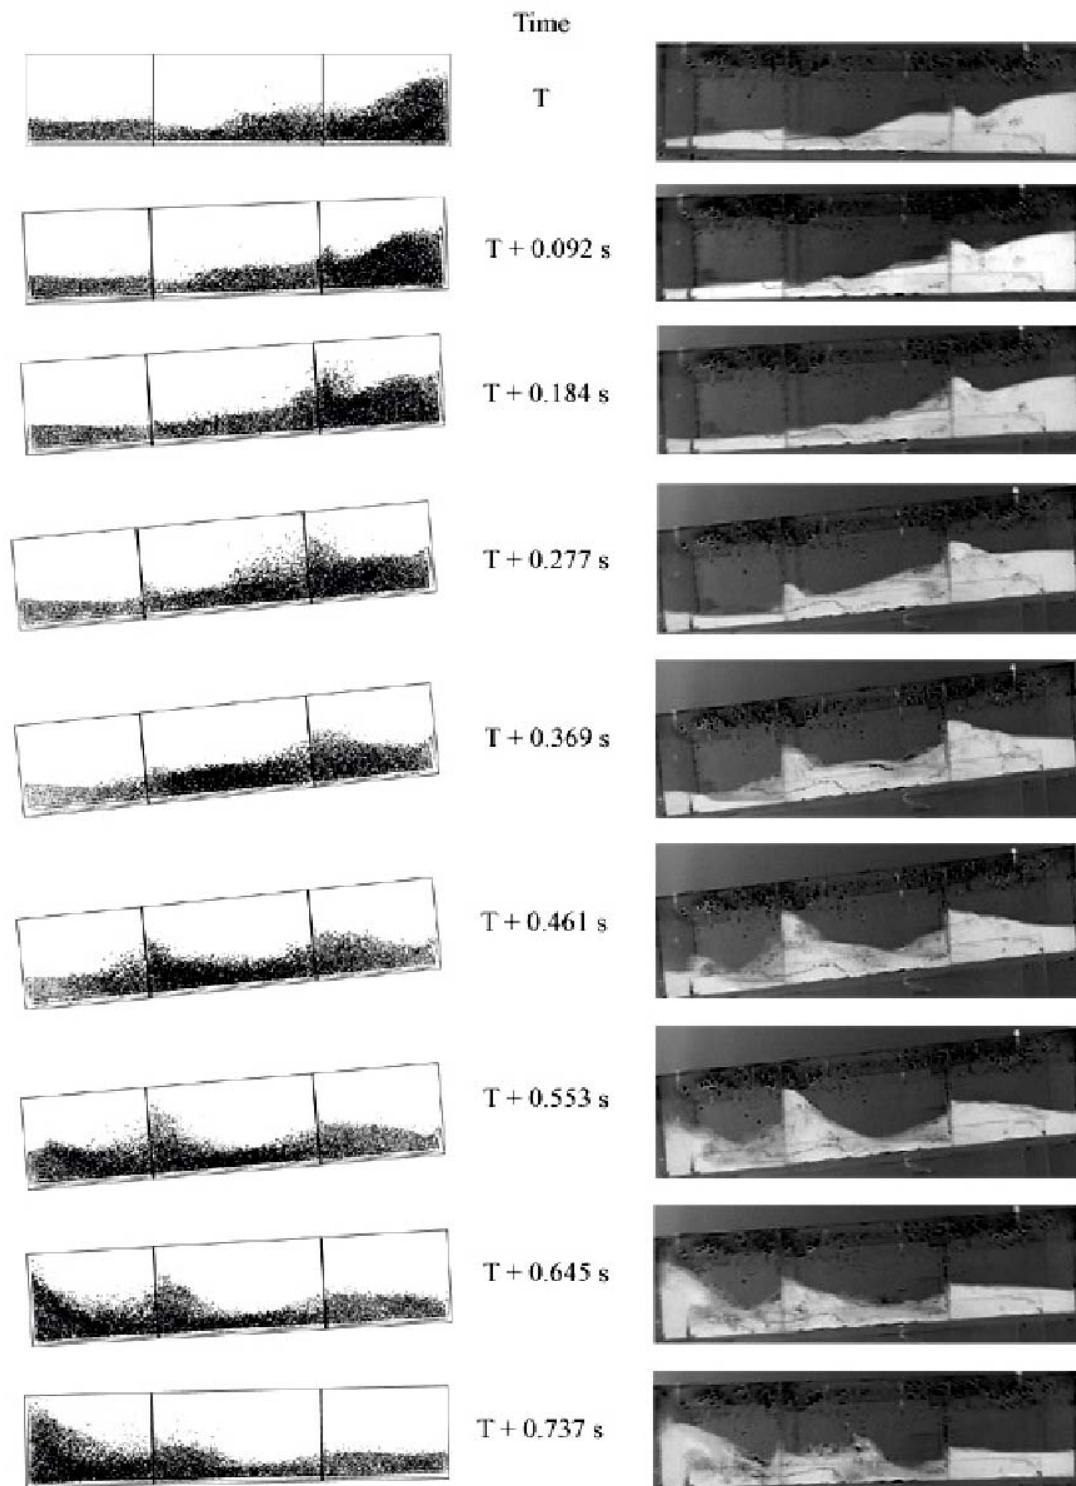 Time
T
T + 0.092 s
T + 0.184 s
T + 0.277 s
T + 0.369 s
T + 0.461 s
T + 0.553 s
T + 0.645 s
T + 0.737 s